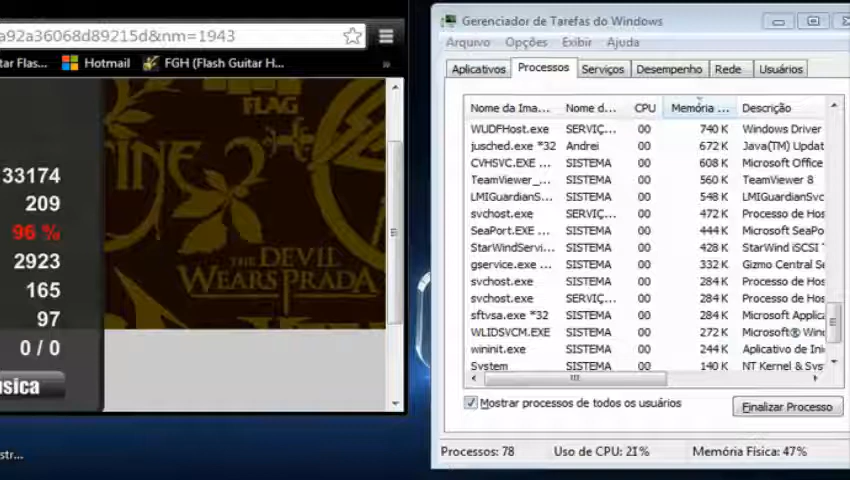 a92a36068d89215d&nm=1943
tar Flas...
Hotmail
FGH (Flash Guitar H...
»
FLAG
TINE
THE DEVIL
WEARS PRADA
33174
209
96 %
2923
165
97
0 / 0
sica
str...
Gerenciador de Tarefas do Windows
Arquivo Opções Exibir Ajuda
Aplicativos Processos Serviços Desempenho Rede Usuários
Nome da Ima... Nome d... CPU Memória ... Descrição
WUDFHost.exe SERVIÇ... 00 740 K Windows Driver
jusched.exe *32 Andrei 00 672 K Java(TM) Updat
CVHSVC.EXE ... SISTEMA 00 608 K Microsoft Office
TeamViewer_... SISTEMA 00 560 K TeamViewer 8
LMIGuardian... SISTEMA 00 548 K LMIGuardianSvc
svchost.exe SERVIÇ... 00 472 K Processo de Hos
SeaPort.EXE ... SISTEMA 00 444 K Microsoft SeaPo
StarWindServi... SISTEMA 00 428 K StarWind iSCSI T
gservice.exe ... SISTEMA 00 332 K Gizmo Central Se
svchost.exe SISTEMA 00 284 K Processo de Hos
svchost.exe SERVIÇ... 00 284 K Processo de Hos
sftvsa.exe *32 SISTEMA 00 284 K Microsoft Applica
WLIDSVCM.EXE SISTEMA 00 272 K Microsoft® Wind
wininit.exe SISTEMA 00 244 K Aplicativo de Inic
System SISTEMA 00 140 K NT Kernel & Sys
Mostrar processos de todos os usuários
Finalizar Processo
Processos: 78 Uso de CPU: 21% Memória Física: 47%